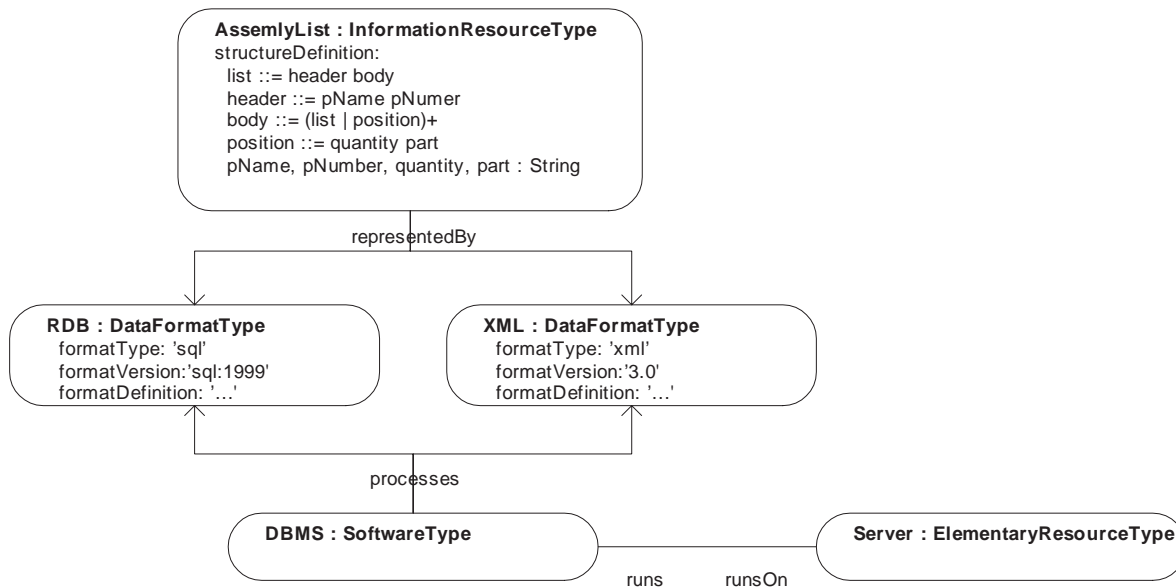 AssemlyList : InformationResourceType
structureDefinition:
list ::= header body
header ::= pName pNumer
body ::= (list | position)+
position ::= quantity part
pName, pNumber, quantity, part : String
representedBy
RDB : DataFormatType
formatType: 'sql'
formatVersion:'sql:1999'
formatDefinition: '...'
XML : DataFormatType
formatType: 'xml'
formatVersion:'3.0'
formatDefinition: '...'
processes
DBMS : SoftwareType
Server : ElementaryResourceType
runs runsOn